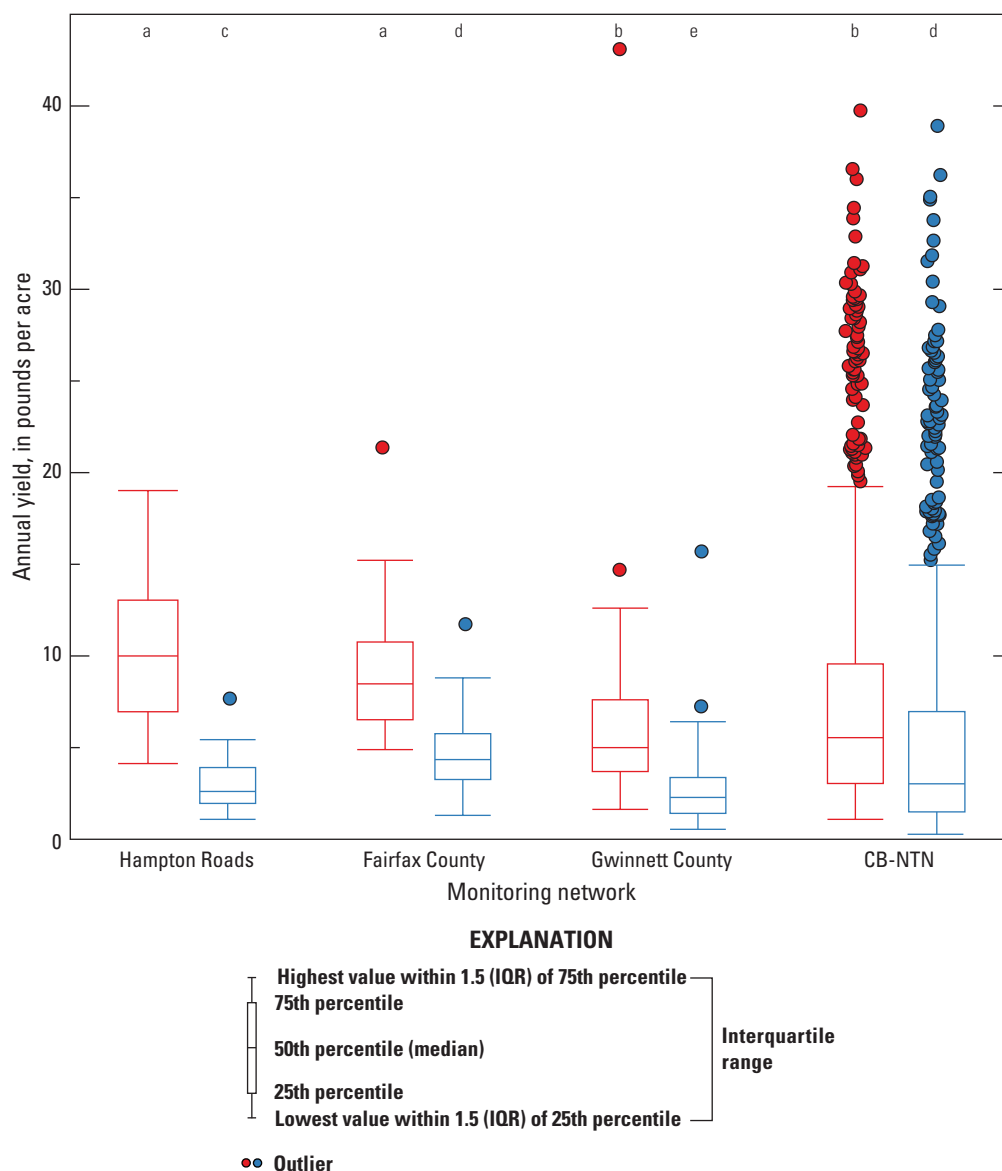 a c a d b e b d
40
30
20
10
0
Annual yield, in pounds per acre
Hampton Roads Fairfax County Gwinnett County CB-NTN
Monitoring network
EXPLANATION
Highest value within 1.5 (IQR) of 75th percentile
75th percentile
50th percentile (median)
25th percentile
Lowest value within 1.5 (IQR) of 25th percentile
Interquartile
range
Outlier